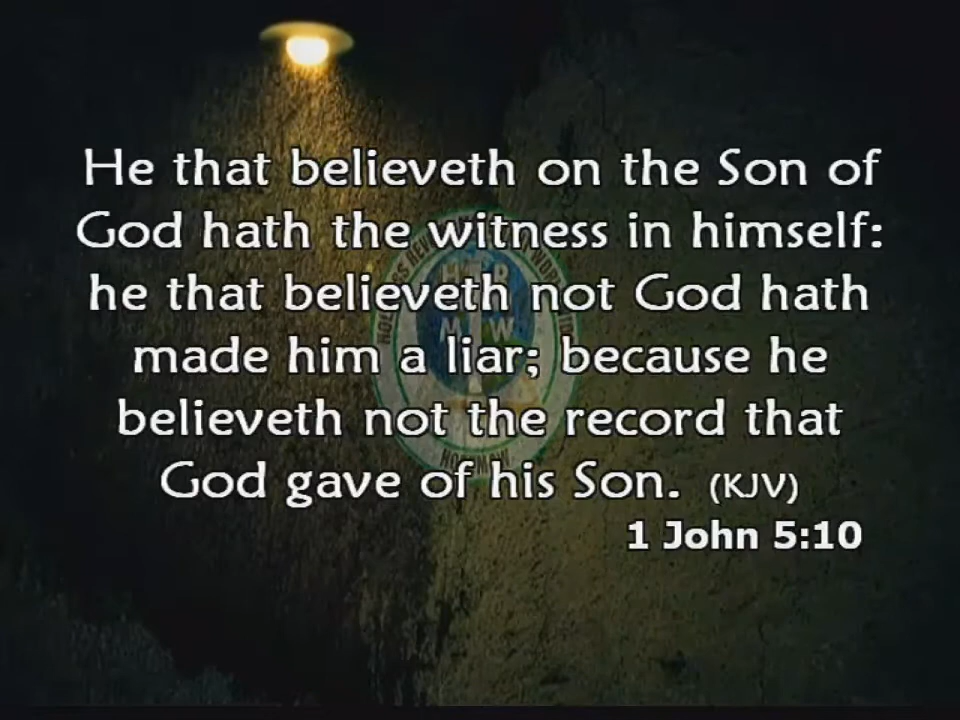 He that believeth on the Son of
God hath the witness in himself:
he that believeth not God hath
made him a liar; because he
believeth not the record that
God gave of his Son. (KJV)
1 John 5:10